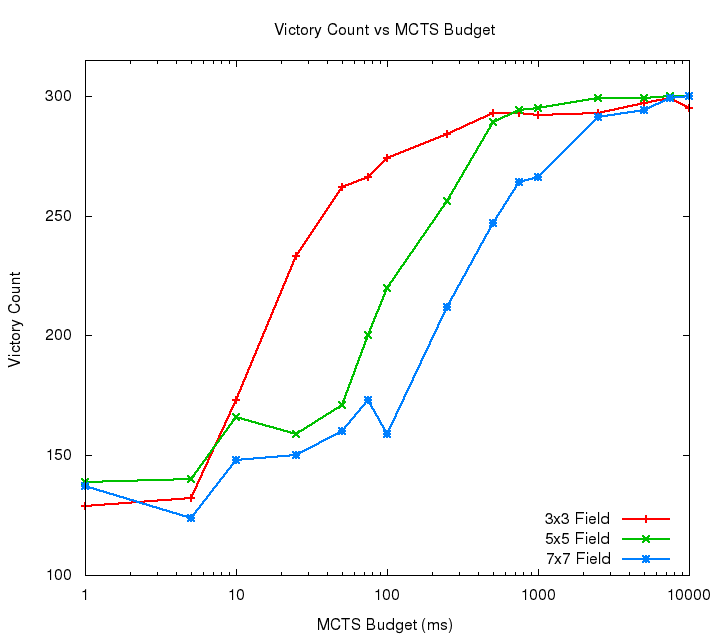 Victory Count vs MCTS Budget
300
250
200
150
100
Victory Count
3x3 Field
5x5 Field
7x7 Field
1 10 100 1000 10000
MCTS Budget (ms)